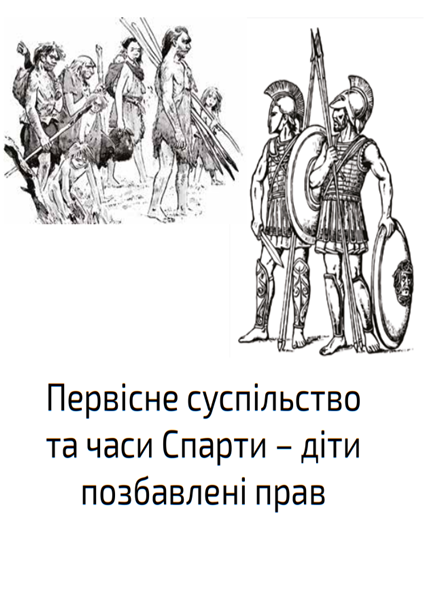 Первісне суспільство
та часи Спарти – діти
позбавлені прав